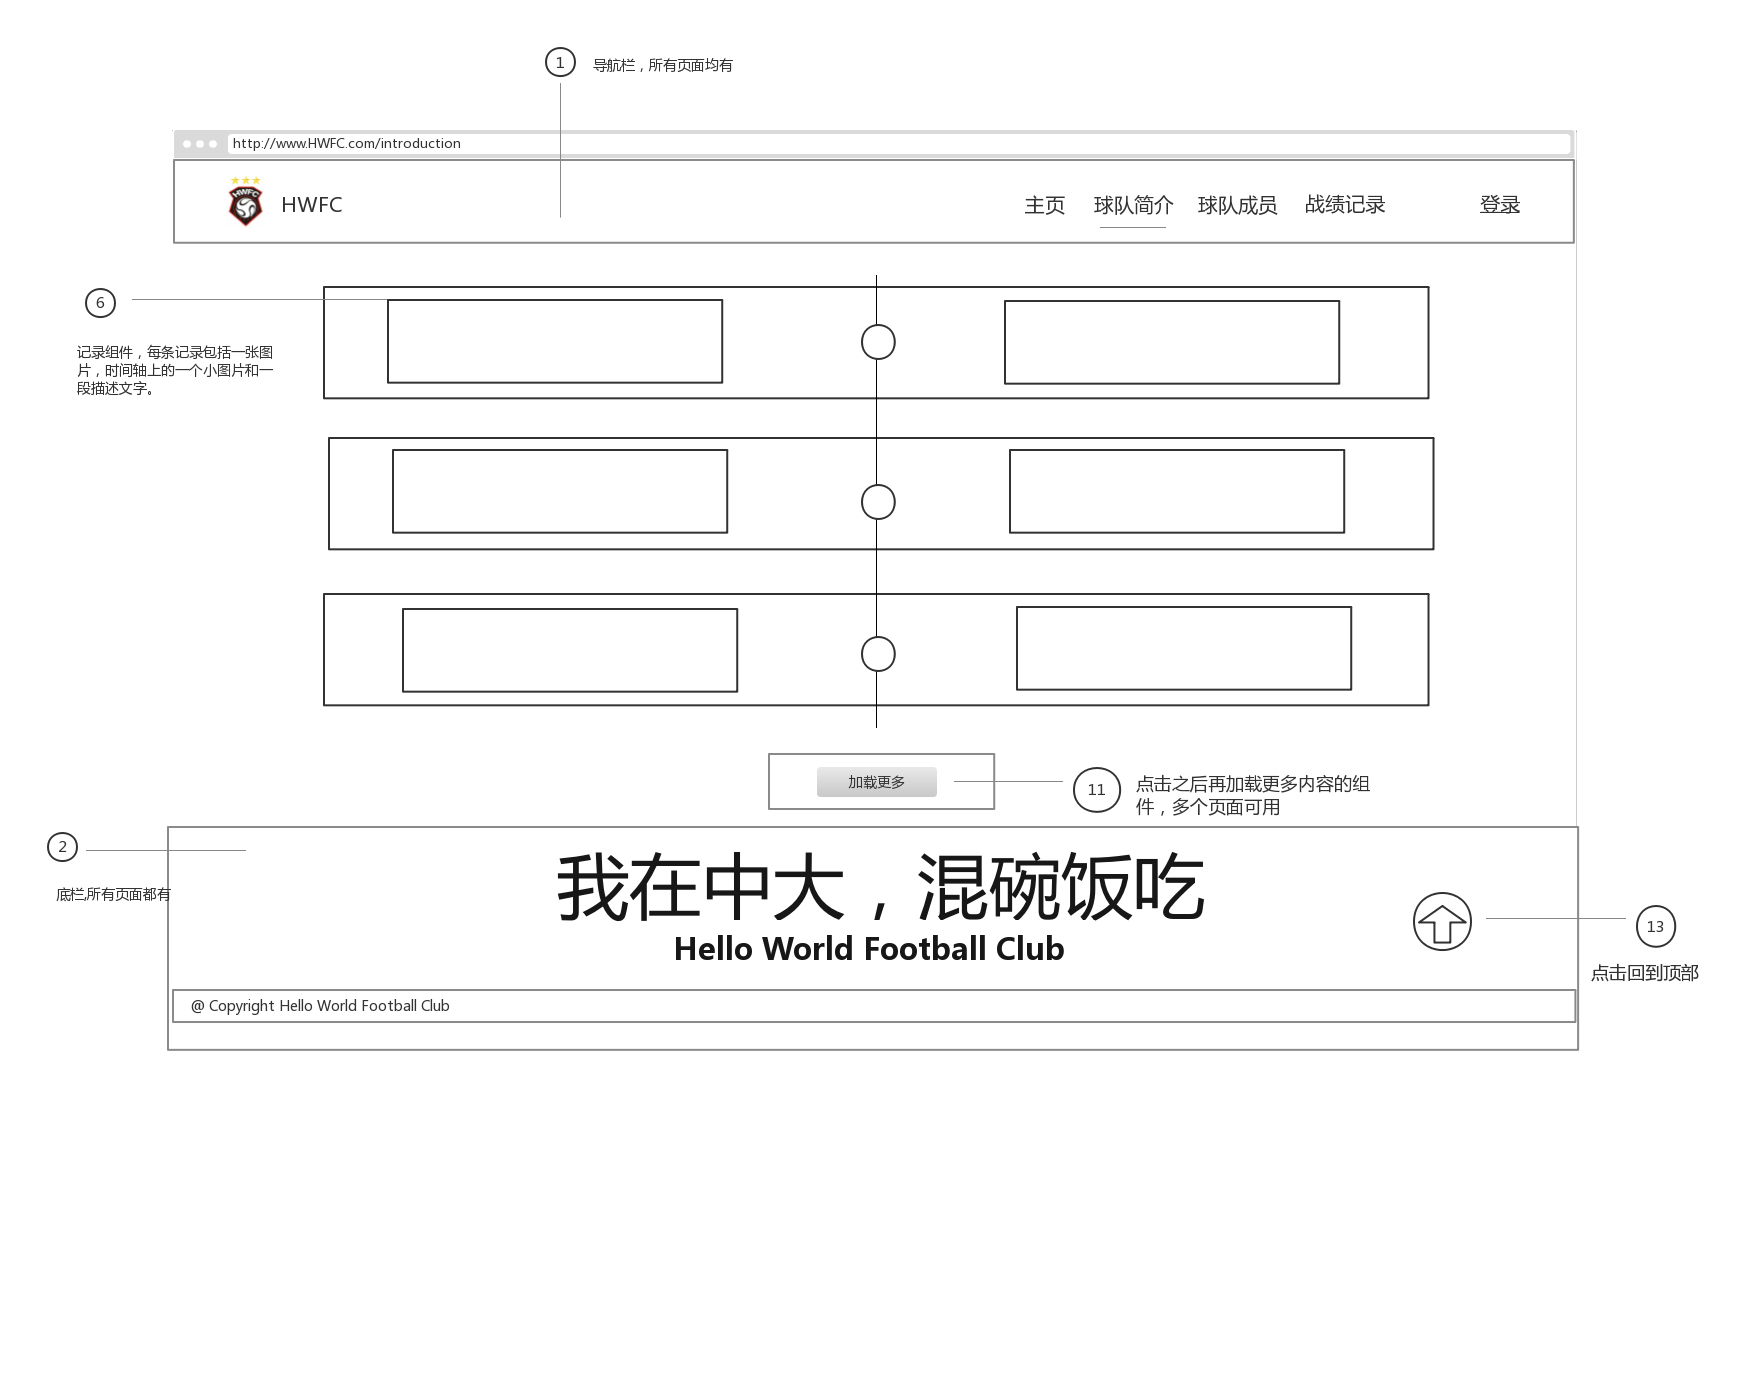 1
导航栏，所有页面均有
http://www.HWFC.com/introduction
HWFC
HWFC
主页
球队简介
球队成员
战绩记录
登录
6
记录组件，每条记录包括一张图
片，时间轴上的一个小图片和一
段描述文字。
加载更多
11
点击之后再加载更多内容的组
件，多个页面可用
2
底栏,所有页面都有
我在中大，混碗饭吃
Hello World Football Club
13
点击回到顶部
@ Copyright Hello World Football Club